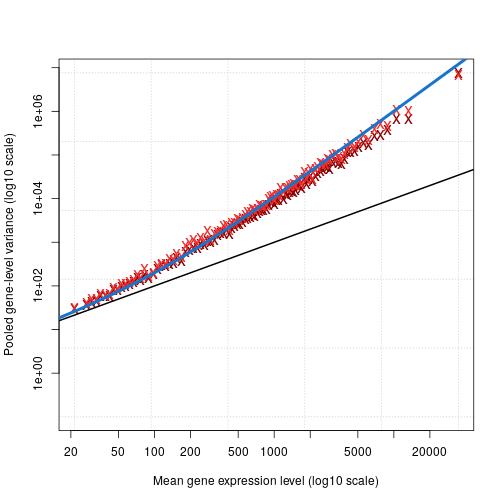 Pooled gene-level variance (log10 scale)
1e+06
1e+04
1e+02
1e+00
20 50 100 200 500 1000 5000 20000
Mean gene expression level (log10 scale)